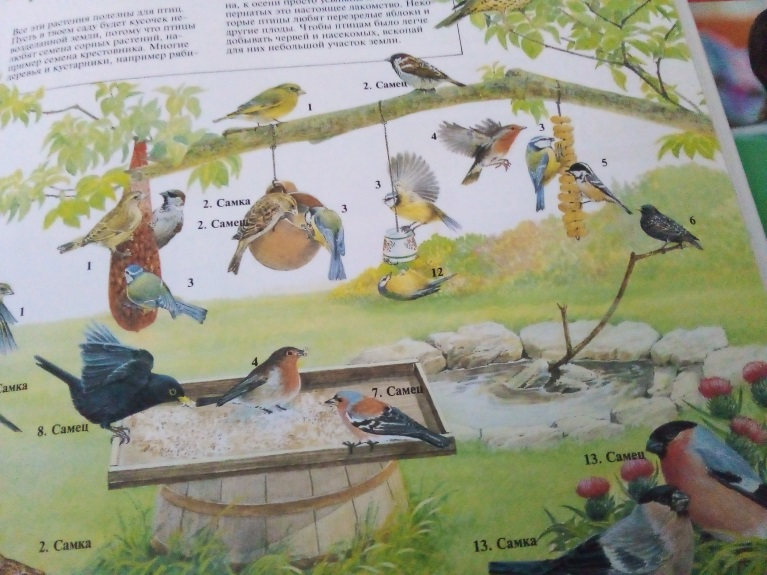 Все эти растения полезны для птиц.
Пусть в твоем саду будет кусочек не-
возделанной земли, потому что птицы
любят семена сорных растений, на-
пример семена крестовника. Многие
деревья и кустарники, например ряби-
на, к осени просто
пернатых это настоящее лакомство. Неко-
торые птицы любят перезрелые яблоки и
другие плоды. Чтобы птицам было легче
добывать червей и насекомых, вскопай
для них небольшой участок земли.
1
2. Самец
4
3
5
3
2. Самка
2. Самец
3
6
1
3
12
1
4
7. Самец
8. Самец
13. Самец
2. Самка
13. Самка